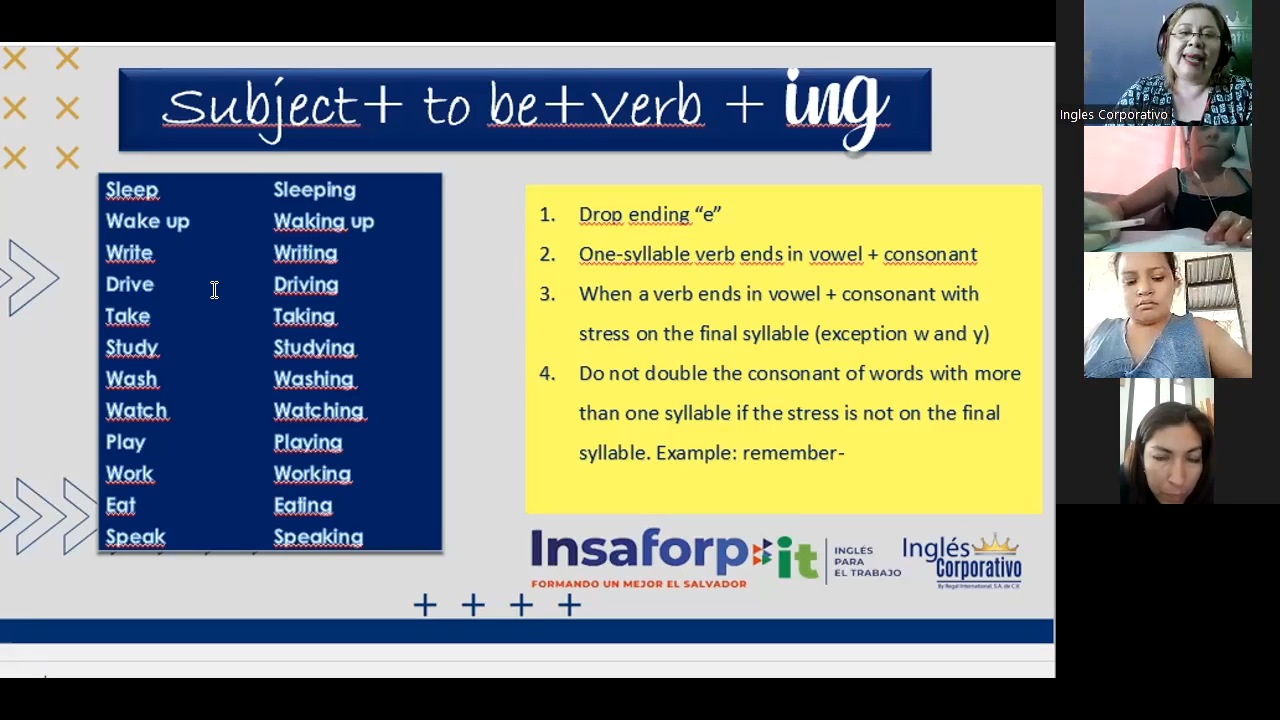 Subject+ to be+Verb + ing
Sleep Sleeping
Wake up Waking up
Write Writing
Drive Driving
Take Taking
Study Studying
Wash Washing
Watch Watching
Play Playing
Work Working
Eat Eating
Speak Speaking
1. Drop ending “e”
2. One-syllable verb ends in vowel + consonant
3. When a verb ends in vowel + consonant with
stress on the final syllable (exception w and y)
4. Do not double the consonant of words with more
than one syllable if the stress is not on the final
syllable. Example: remember-
Insaforp
FORMANDO UN MEJOR EL SALVADOR
it
INGLÉS
PARA
EL TRABAJO
Inglés
Corporativo
By Regal International, S.A. de C.V.
Ingles Corporativo